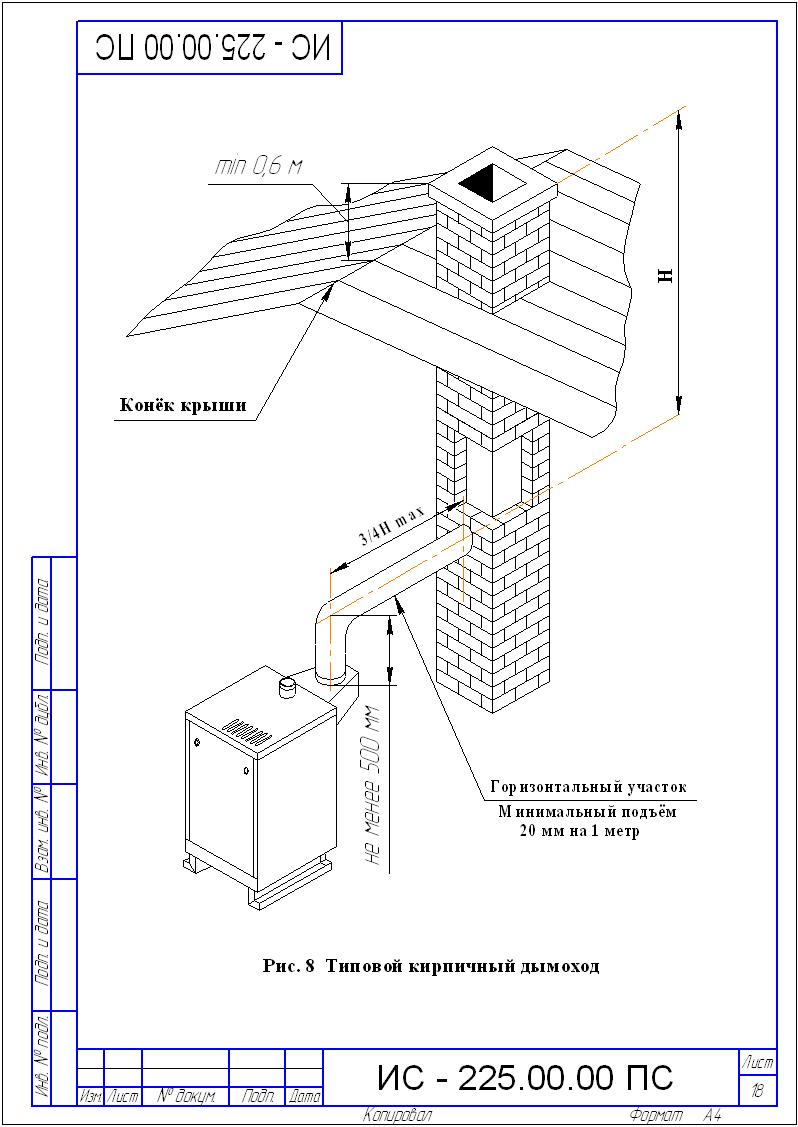 ИС - 225.00.00 ПС
min 0,6 м
H
Конёк крыши
3/4H max
не менее 500 мм
Горизонтальный участок
Минимальный подъём
20 мм на 1 метр
Рис. 8 Типовой кирпичный дымоход
Подп. и дата
Инв. № дубл.
Взам. инв. №
Подп. и дата
Инв. № подл.
Изм. Лист № докум. Подп. Дата
ИС - 225.00.00 ПС
Лист
18
Копировал Формат А4